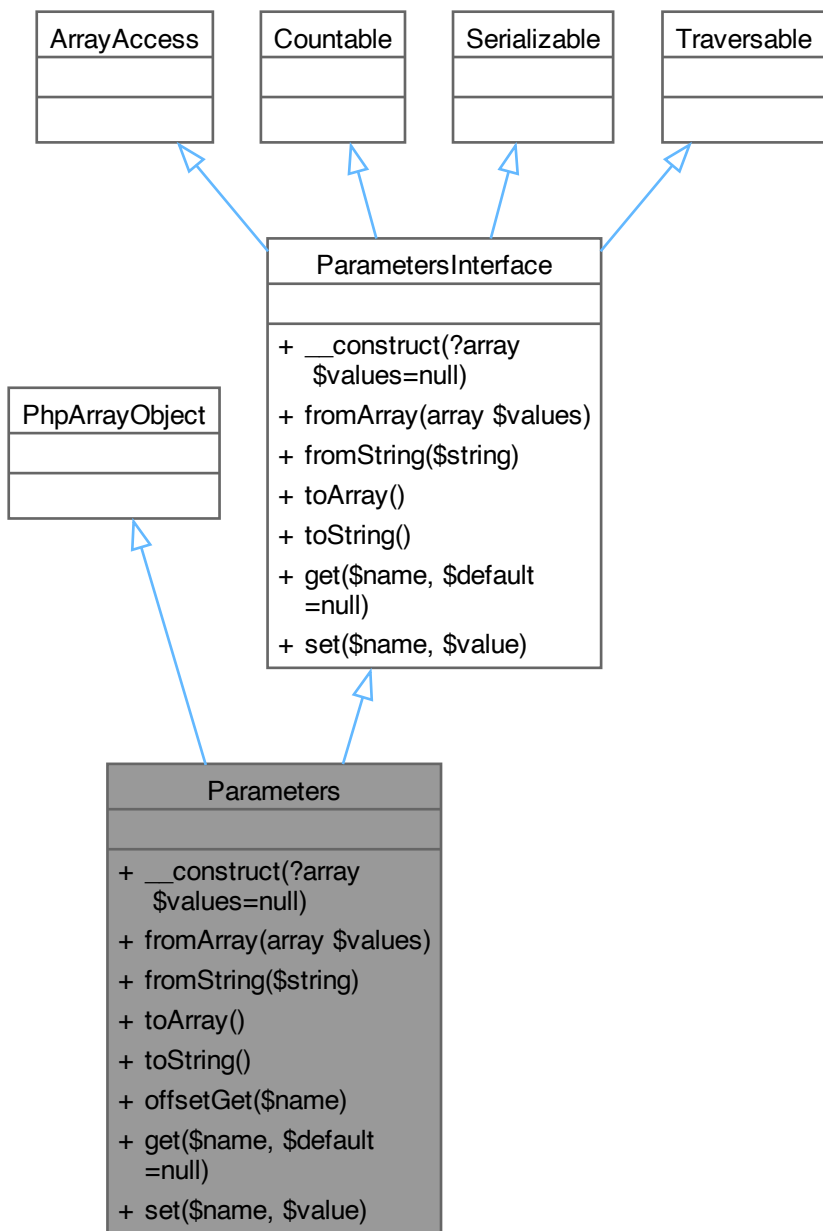 ArrayAccess
Countable
Serializable
Traversable
ParametersInterface
+ __construct(?array
$values=null)
+ fromArray(array $values)
+ fromString($string)
+ toArray()
+ toString()
+ get($name, $default
=null)
+ set($name, $value)
PhpArrayObject
Parameters
+ __construct(?array
$values=null)
+ fromArray(array $values)
+ fromString($string)
+ toArray()
+ toString()
+ offsetGet($name)
+ get($name, $default
=null)
+ set($name, $value)